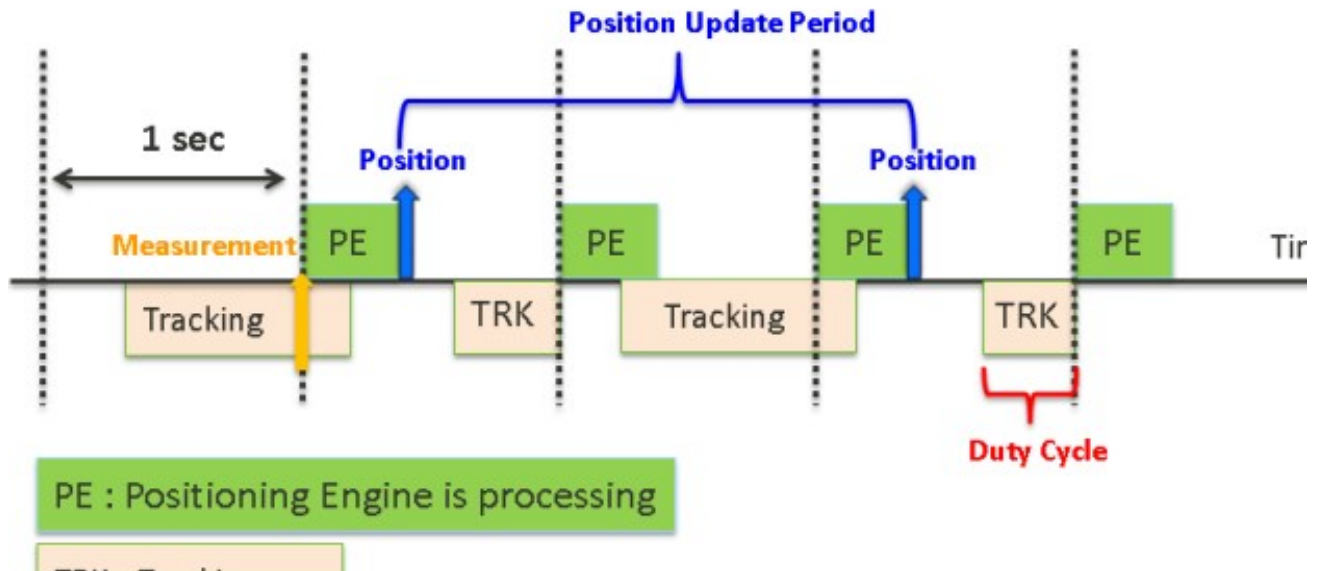 Position Update Period
1 sec
Position
Position
Measurement
PE
PE
PE
PE
Tracking
TRK
Tracking
TRK
Duty Cycle
PE : Positioning Engine is processing